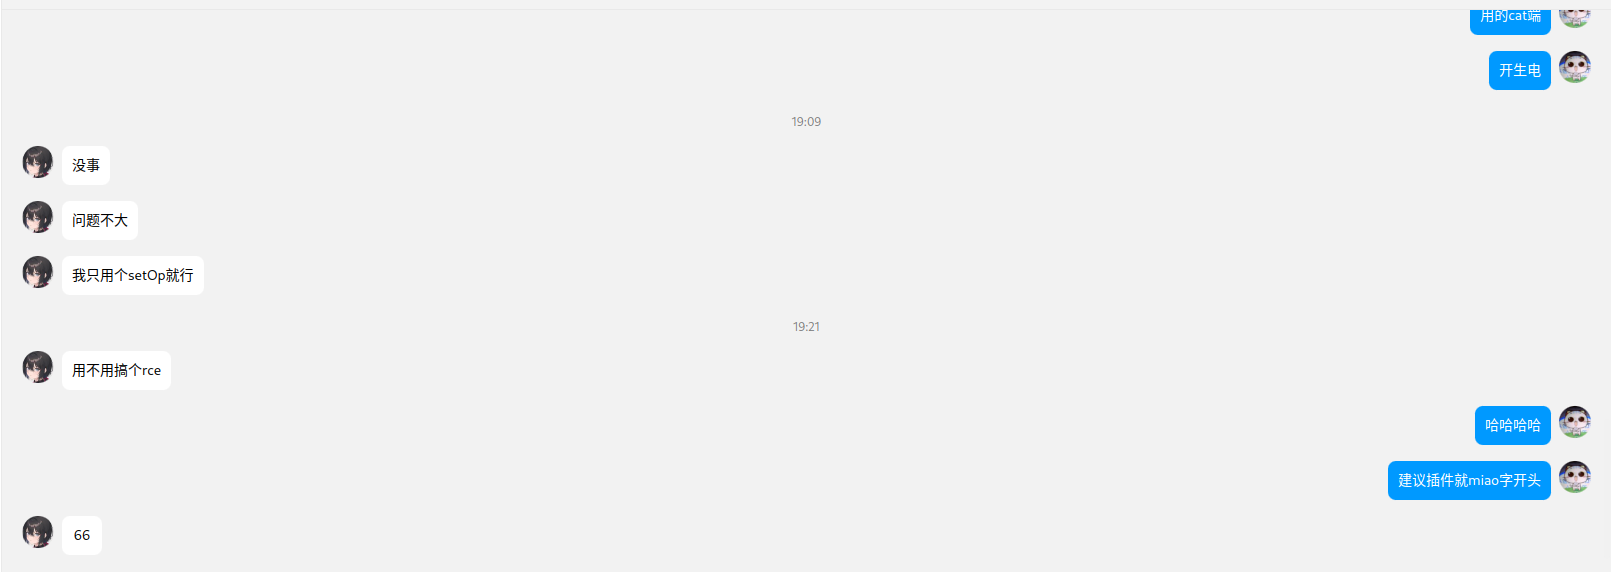 用的cat端
开生电
19:09
没事
问题不大
我只用个setOp就行
19:21
用不用搞个rce
哈哈哈哈
建议插件就miao字开头
66